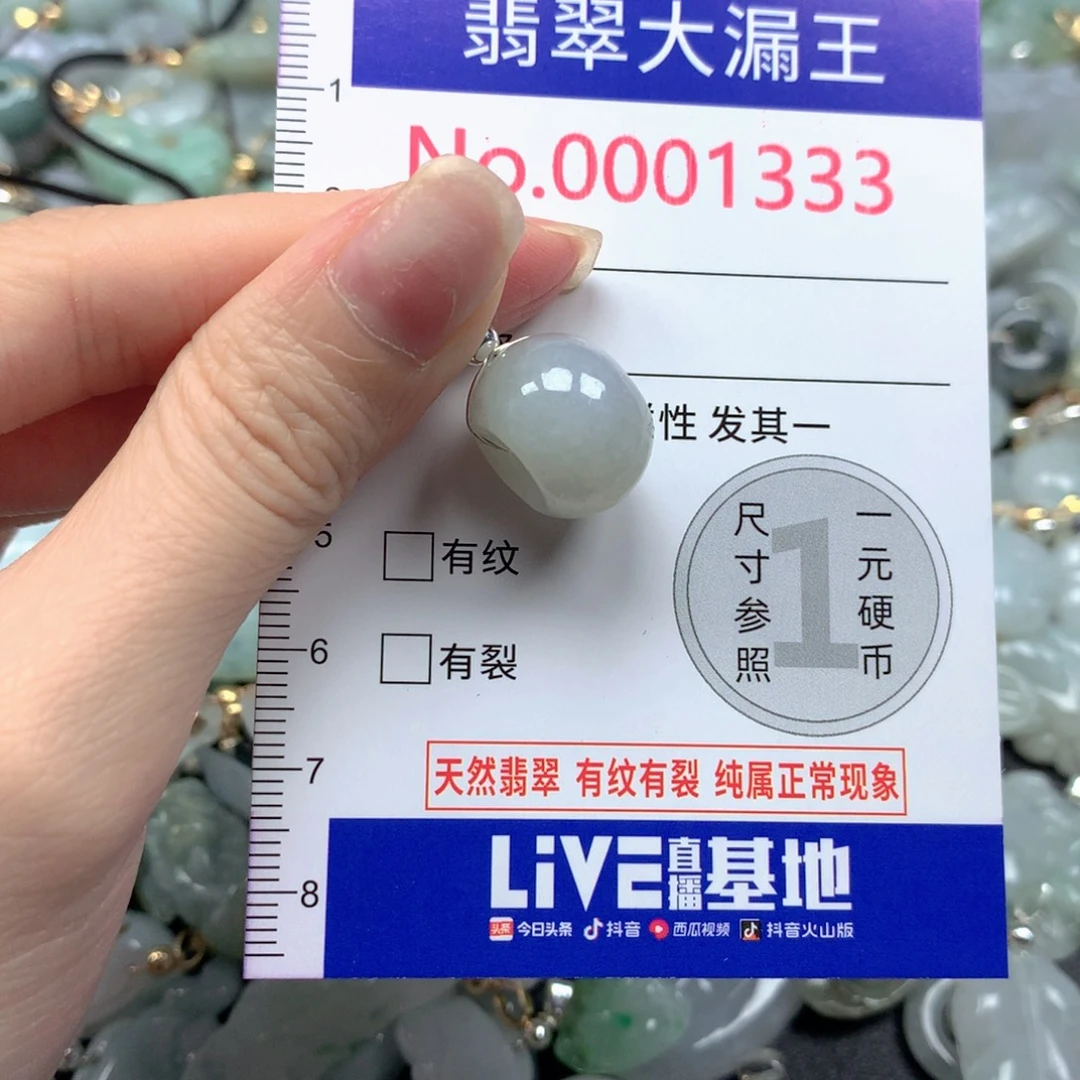 翡翠大漏王
1
No.0001333
性 发其一
5
有纹
尺寸参照
1
一元硬币
6
有裂
7
天然翡翠 有纹有裂 纯属正常现象
8
LiVE直播基地
头条 今日头条 抖音 西瓜视频 抖音火山版